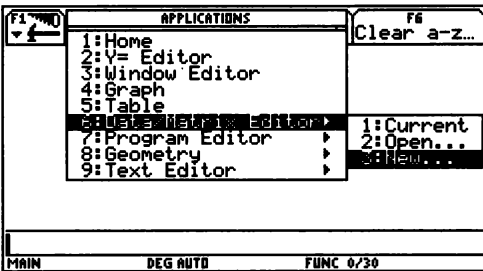 F1
APPLICATIONS
F6
Clear a-z…
1:Home
2:Y= Editor
3:Window Editor
4:Graph
5:Table
6:Data/Matrix Editor
7:Program Editor
8:Geometry
9:Text Editor
1:Current
2:Open...
3:New...
MAIN DEG AUTO FUNC 0/30